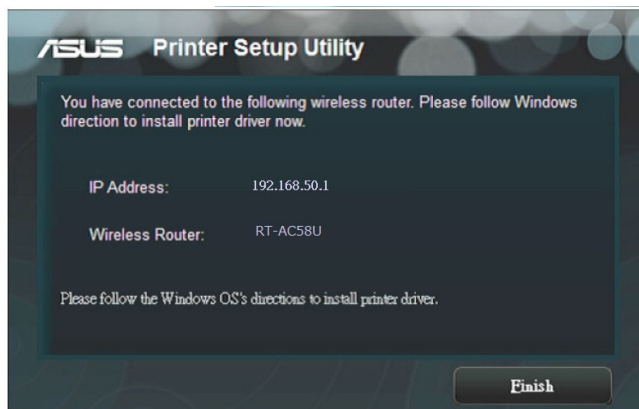 ASUS Printer Setup Utility
You have connected to the following wireless router. Please follow Windows
direction to install printer driver now.
IP Address: 192.168.50.1
Wireless Router: RT-AC58U
Please follow the Windows OS's directions to install printer driver.
Finish